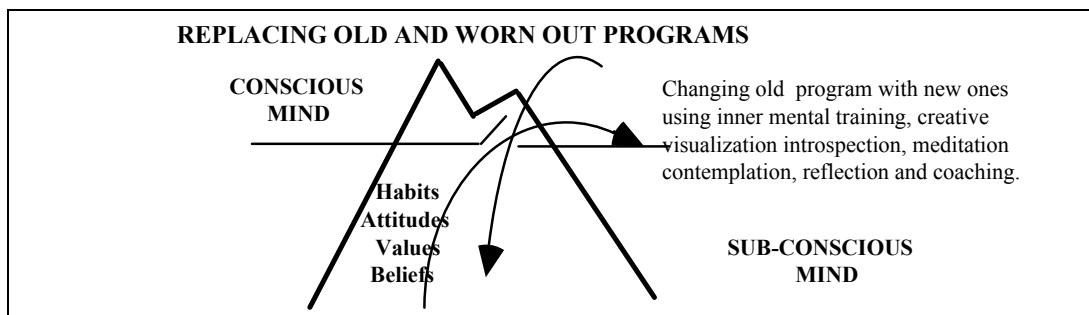 REPLACING OLD AND WORN OUT PROGRAMS
CONSCIOUS
MIND
Changing old program with new ones
using inner mental training, creative
visualization introspection, meditation
contemplation, reflection and coaching.
Habits
Attitudes
Values
Beliefs
SUB-CONSCIOUS
MIND